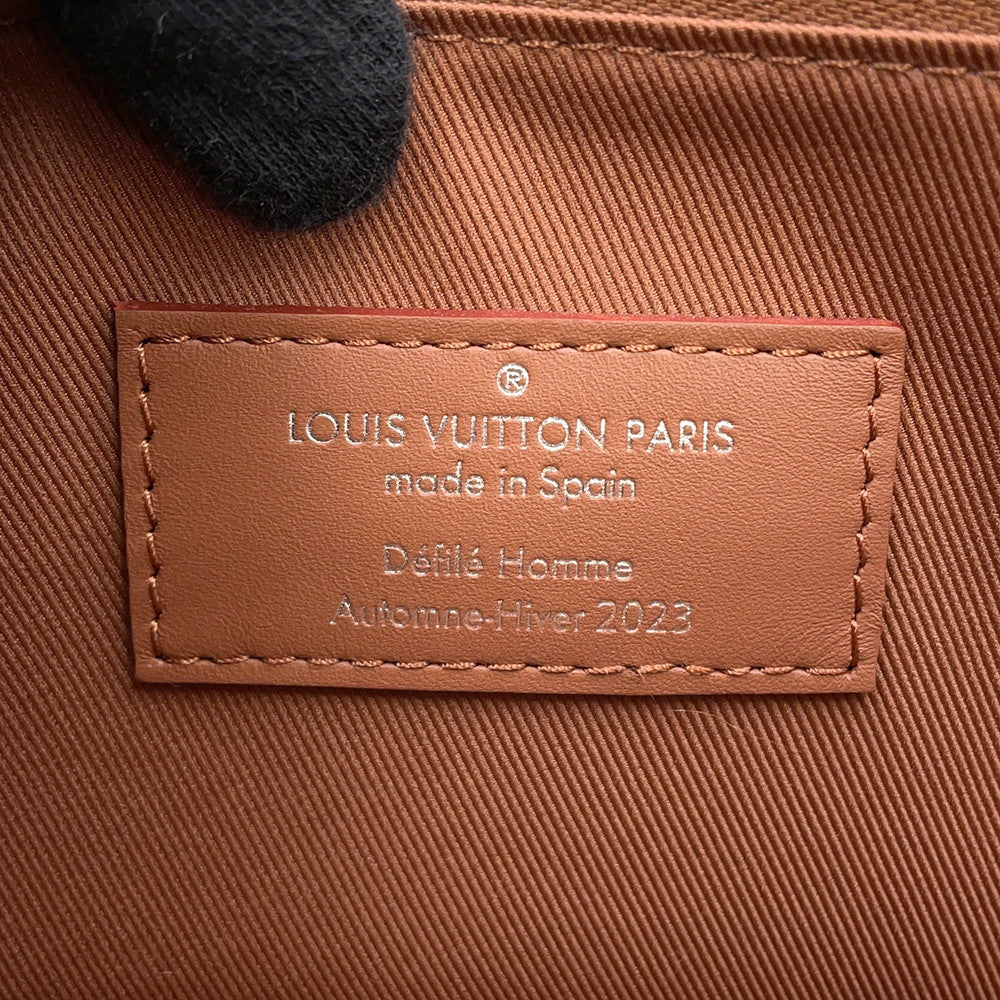 ®
LOUIS VUITTON PARIS
made in Spain
Défilé Homme
Automne-Hiver 2023